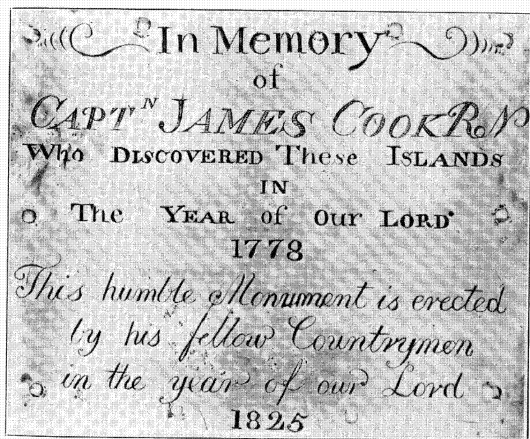 In Memory
of
CAPTᴺ JAMES COOK RN
Who DISCOVERED These ISLANDS
IN
The YEAR of Our LORD
1778
This humble Monument is erected
by his fellow Countrymen
in the year of our Lord
1825